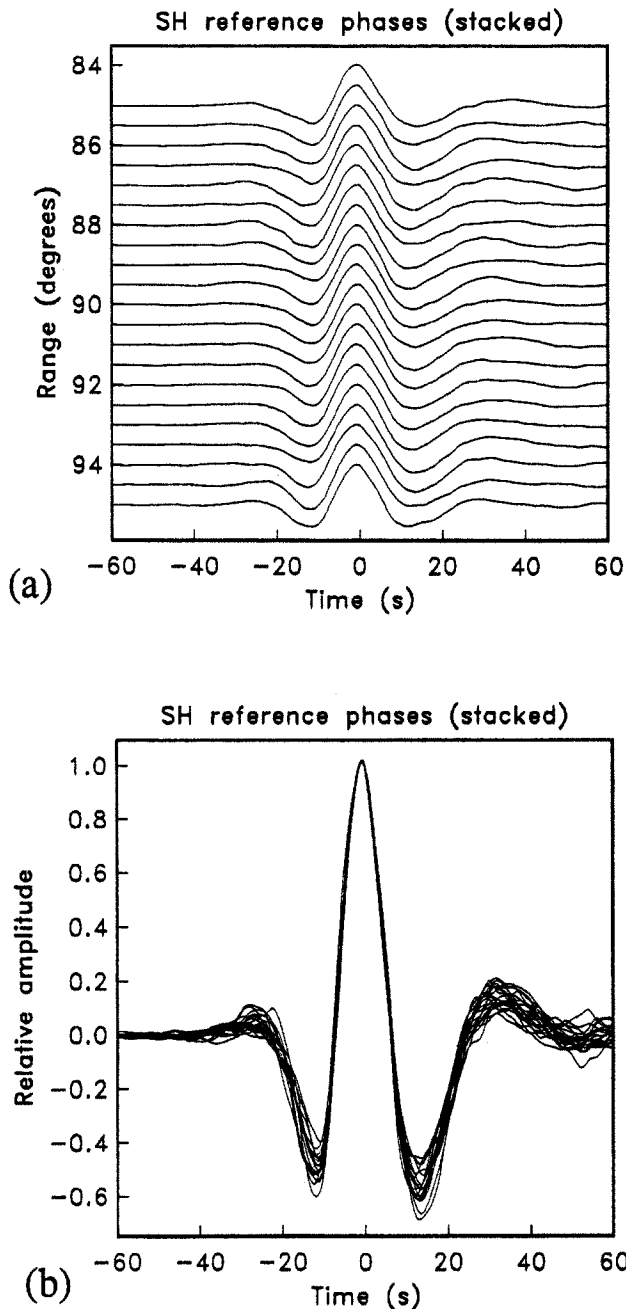 SH reference phases (stacked)
84
86
88
90
92
94
Range (degrees)
−60 −40 −20 0 20 40 60
Time (s)
(a)
SH reference phases (stacked)
1.0
0.8
0.6
0.4
0.2
0.0
−0.2
−0.4
−0.6
Relative amplitude
−60 −40 −20 0 20 40 60
Time (s)
(b)